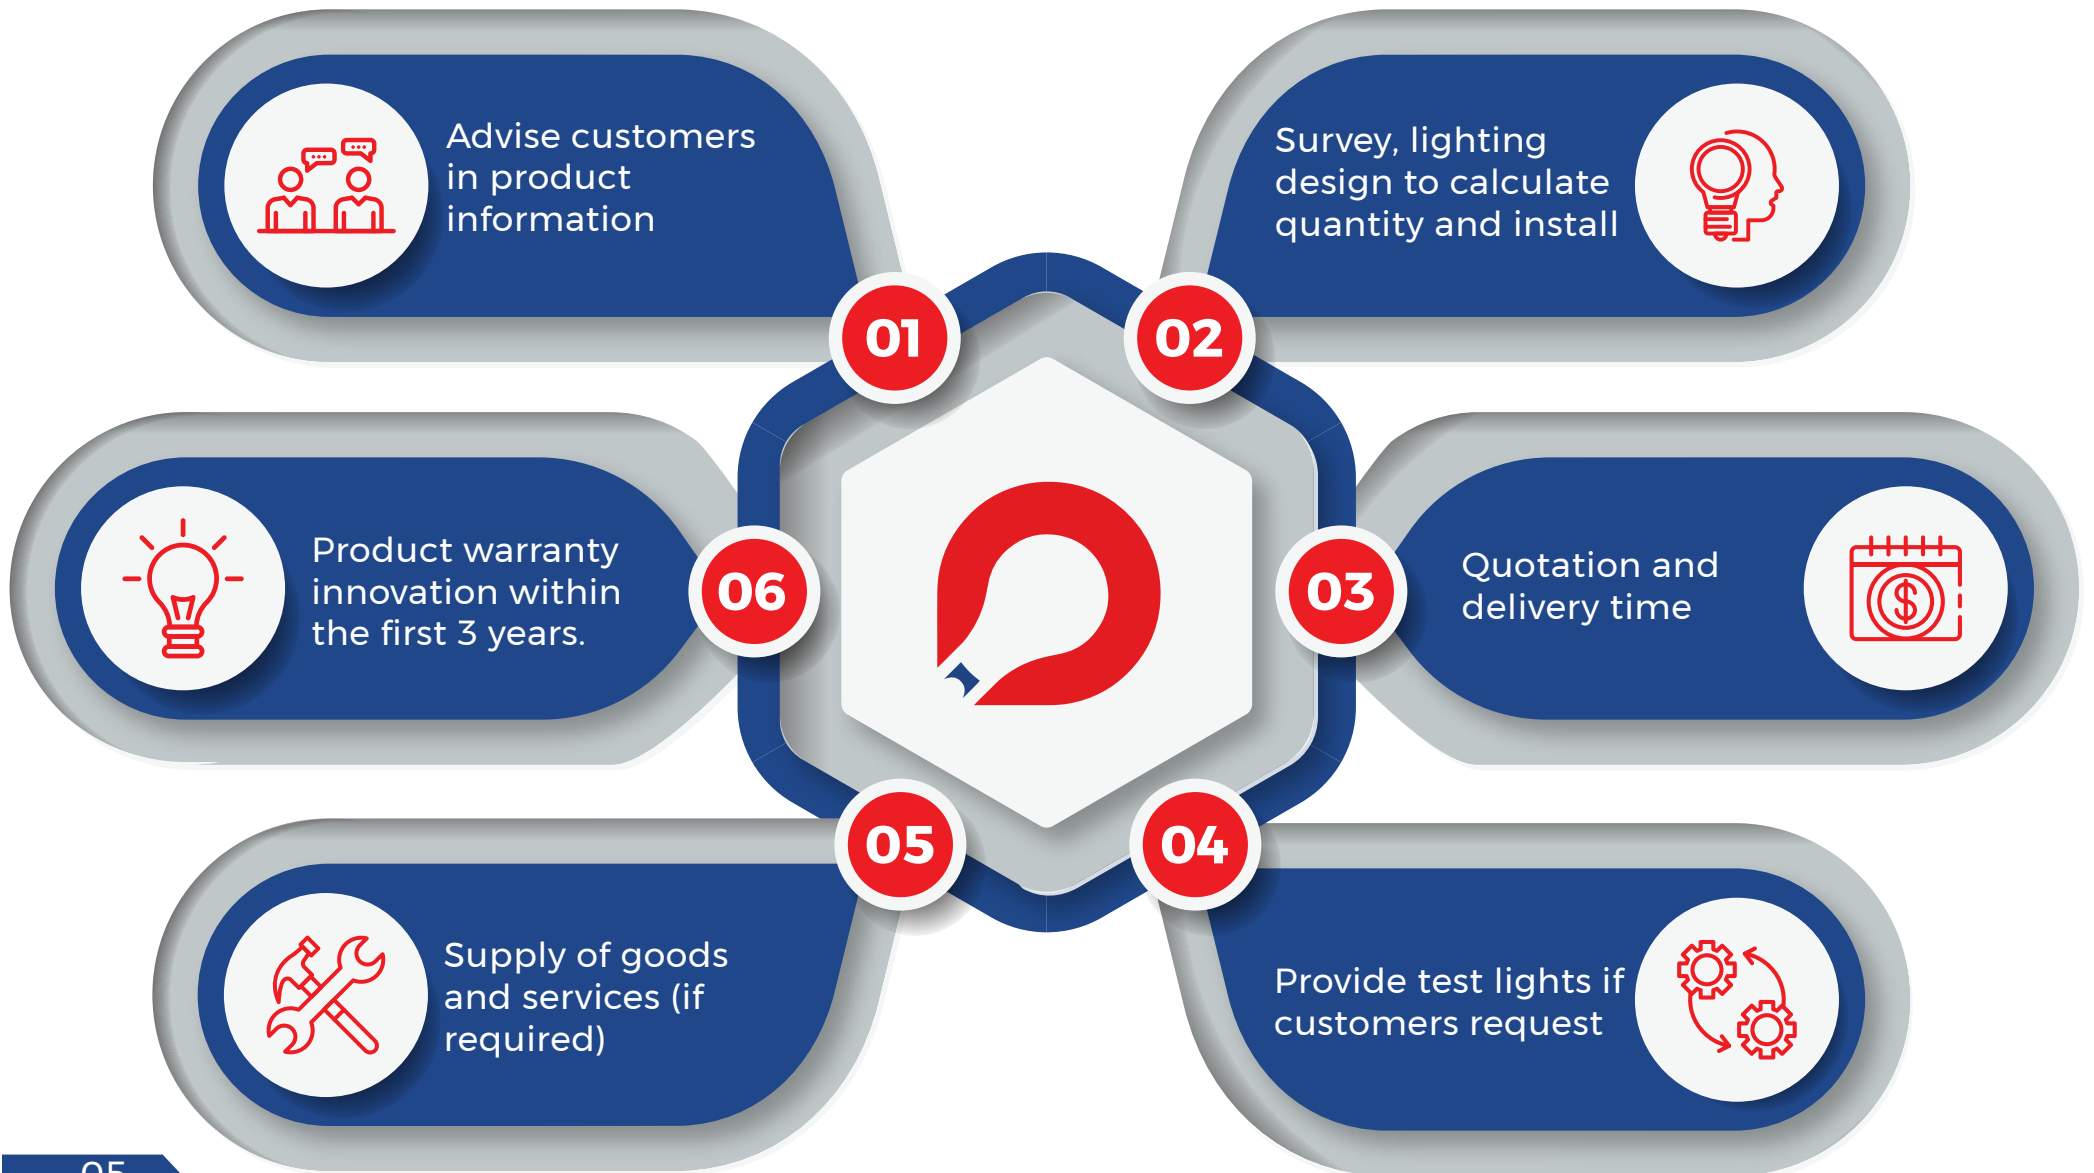 01
Advise customers
in product
information
02
Survey, lighting
design to calculate
quantity and install
03
Quotation and
delivery time
04
Provide test lights if
customers request
05
Supply of goods
and services (if
required)
06
Product warranty
innovation within
the first 3 years.
05